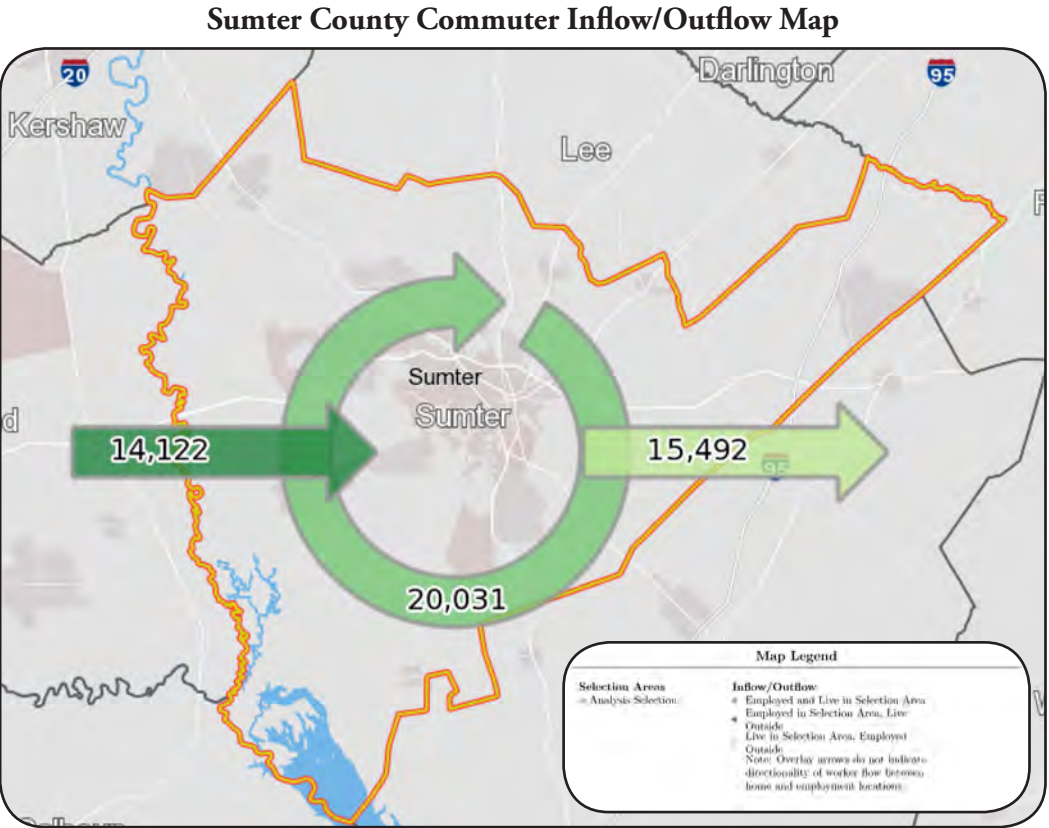 Sumter County Commuter Inflow/Outflow Map
20
Darlington
95
Kershaw
Lee
Sumter
Sumter
14,122
15,492
95
20,031
Map Legend
Selection Areas
Analysis Selection
Inflow/Outflow
Employed and Live in Selection Area
Employed in Selection Area, Live
Outside
Live in Selection Area, Employed
Outside
Note: Overlay arrows do not indicate
directionality of worker flow between
home and employment locations.